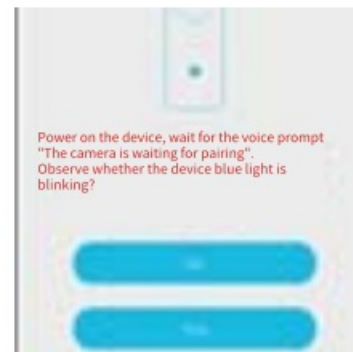 Power on the device, wait for the voice prompt
"The camera is waiting for pairing".
Observe whether the device blue light is
blinking?